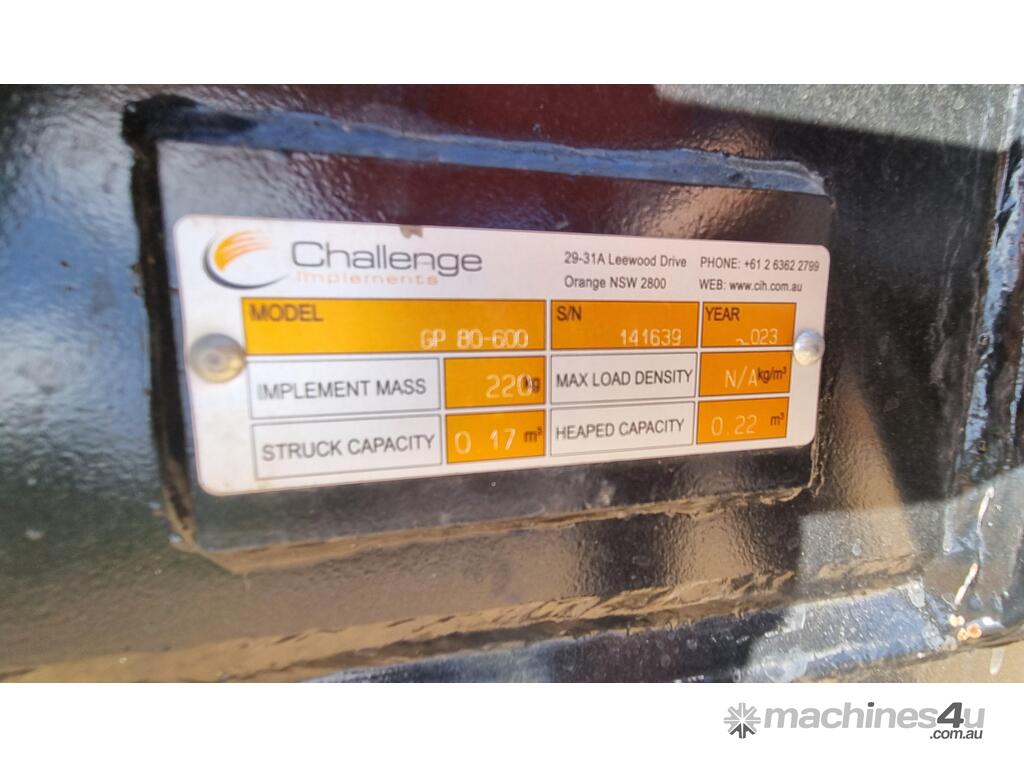 Challenge
Implements
29-31A Leewood Drive
Orange NSW 2800
PHONE: +61 2 6362 2799
WEB: www.cih.com.au
MODEL GP 80-600 S/N 141639 YEAR 023
IMPLEMENT MASS 220 kg MAX LOAD DENSITY N/A kg/m³
STRUCK CAPACITY 0 17 m³ HEAPED CAPACITY 0.22 m³
machines4u
.com.au